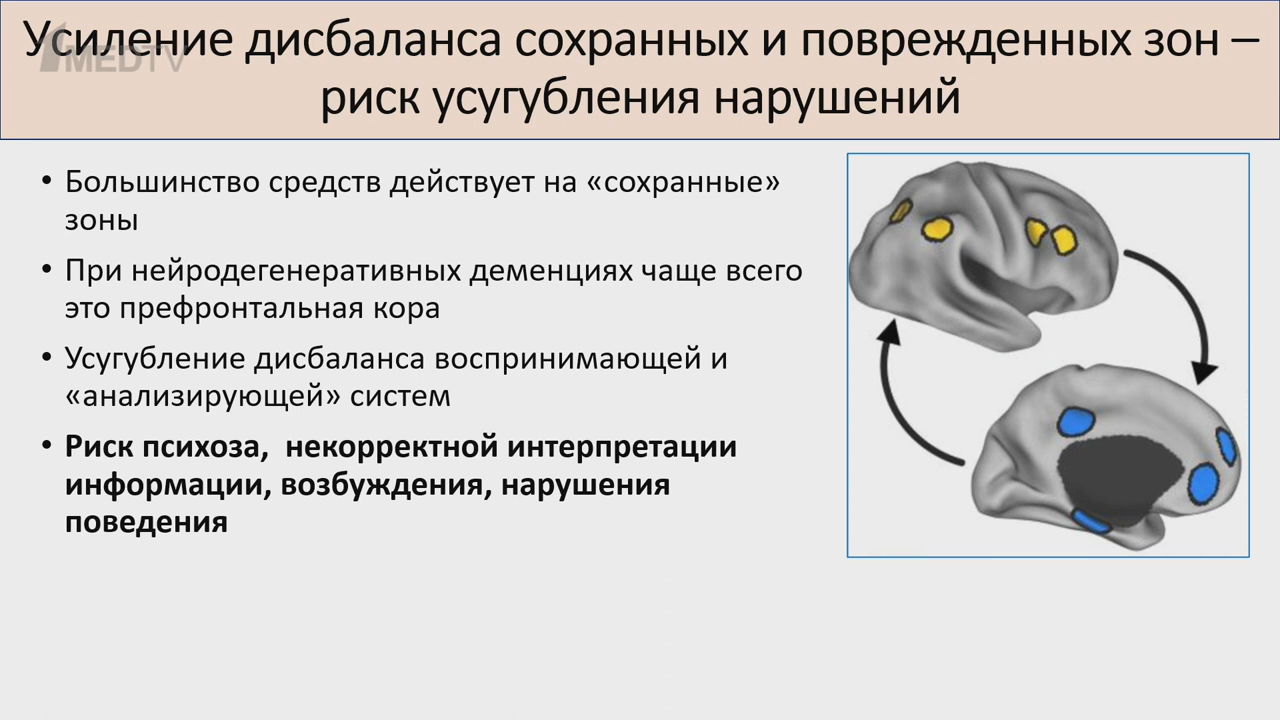 Усиление дисбаланса сохранных и поврежденных зон –
риск усугубления нарушений
1MEDTV
• Большинство средств действует на «сохранные»
зоны
• При нейродегенеративных деменциях чаще всего
это префронтальная кора
• Усугубление дисбаланса воспринимающей и
«анализирующей» систем
• Риск психоза,  некорректной интерпретации
информации, возбуждения, нарушения
поведения